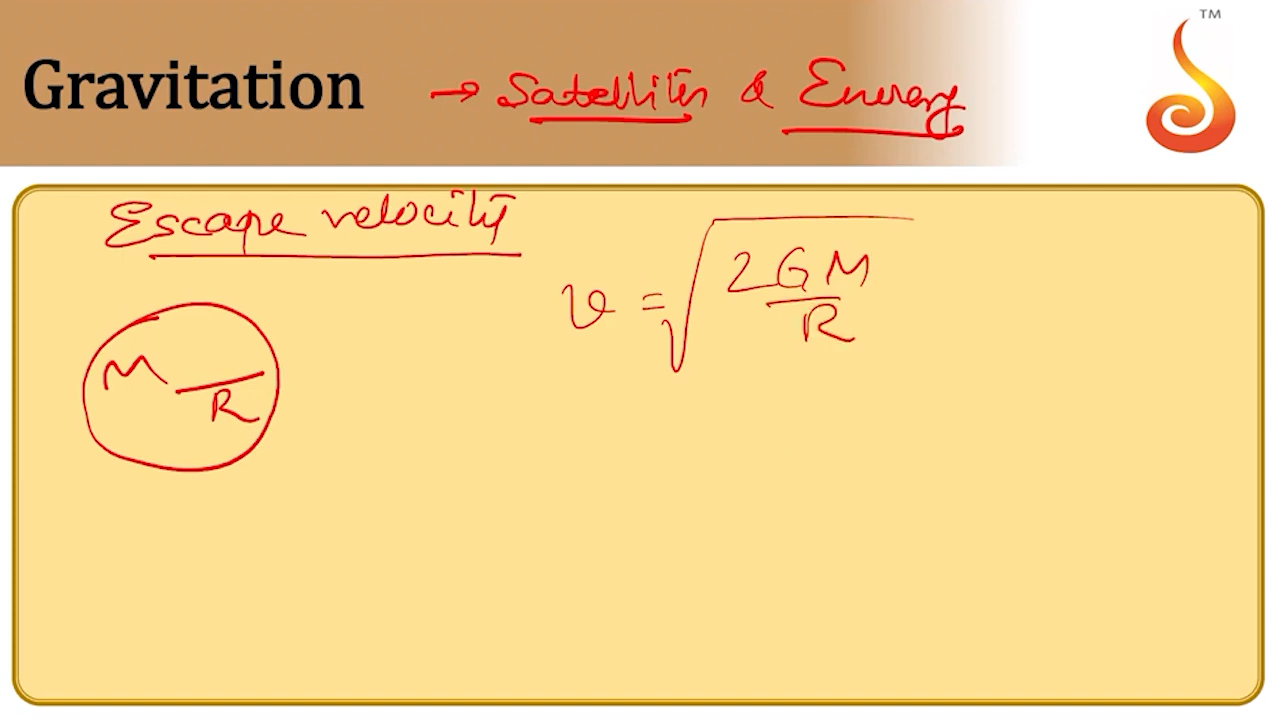 TM
Gravitation → Satellites & Energy
Escape velocity
v = √(2GM/R)
M
R